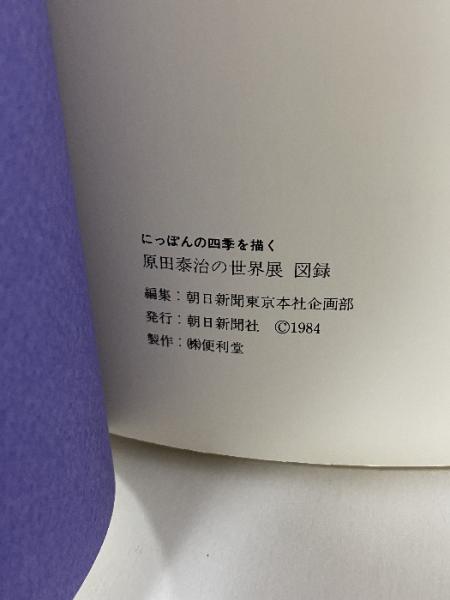 にっぽんの四季を描く
原田泰治の世界展 図録
編集：朝日新聞東京本社企画部
発行：朝日新聞社 ©1984
製作：㈱便利堂